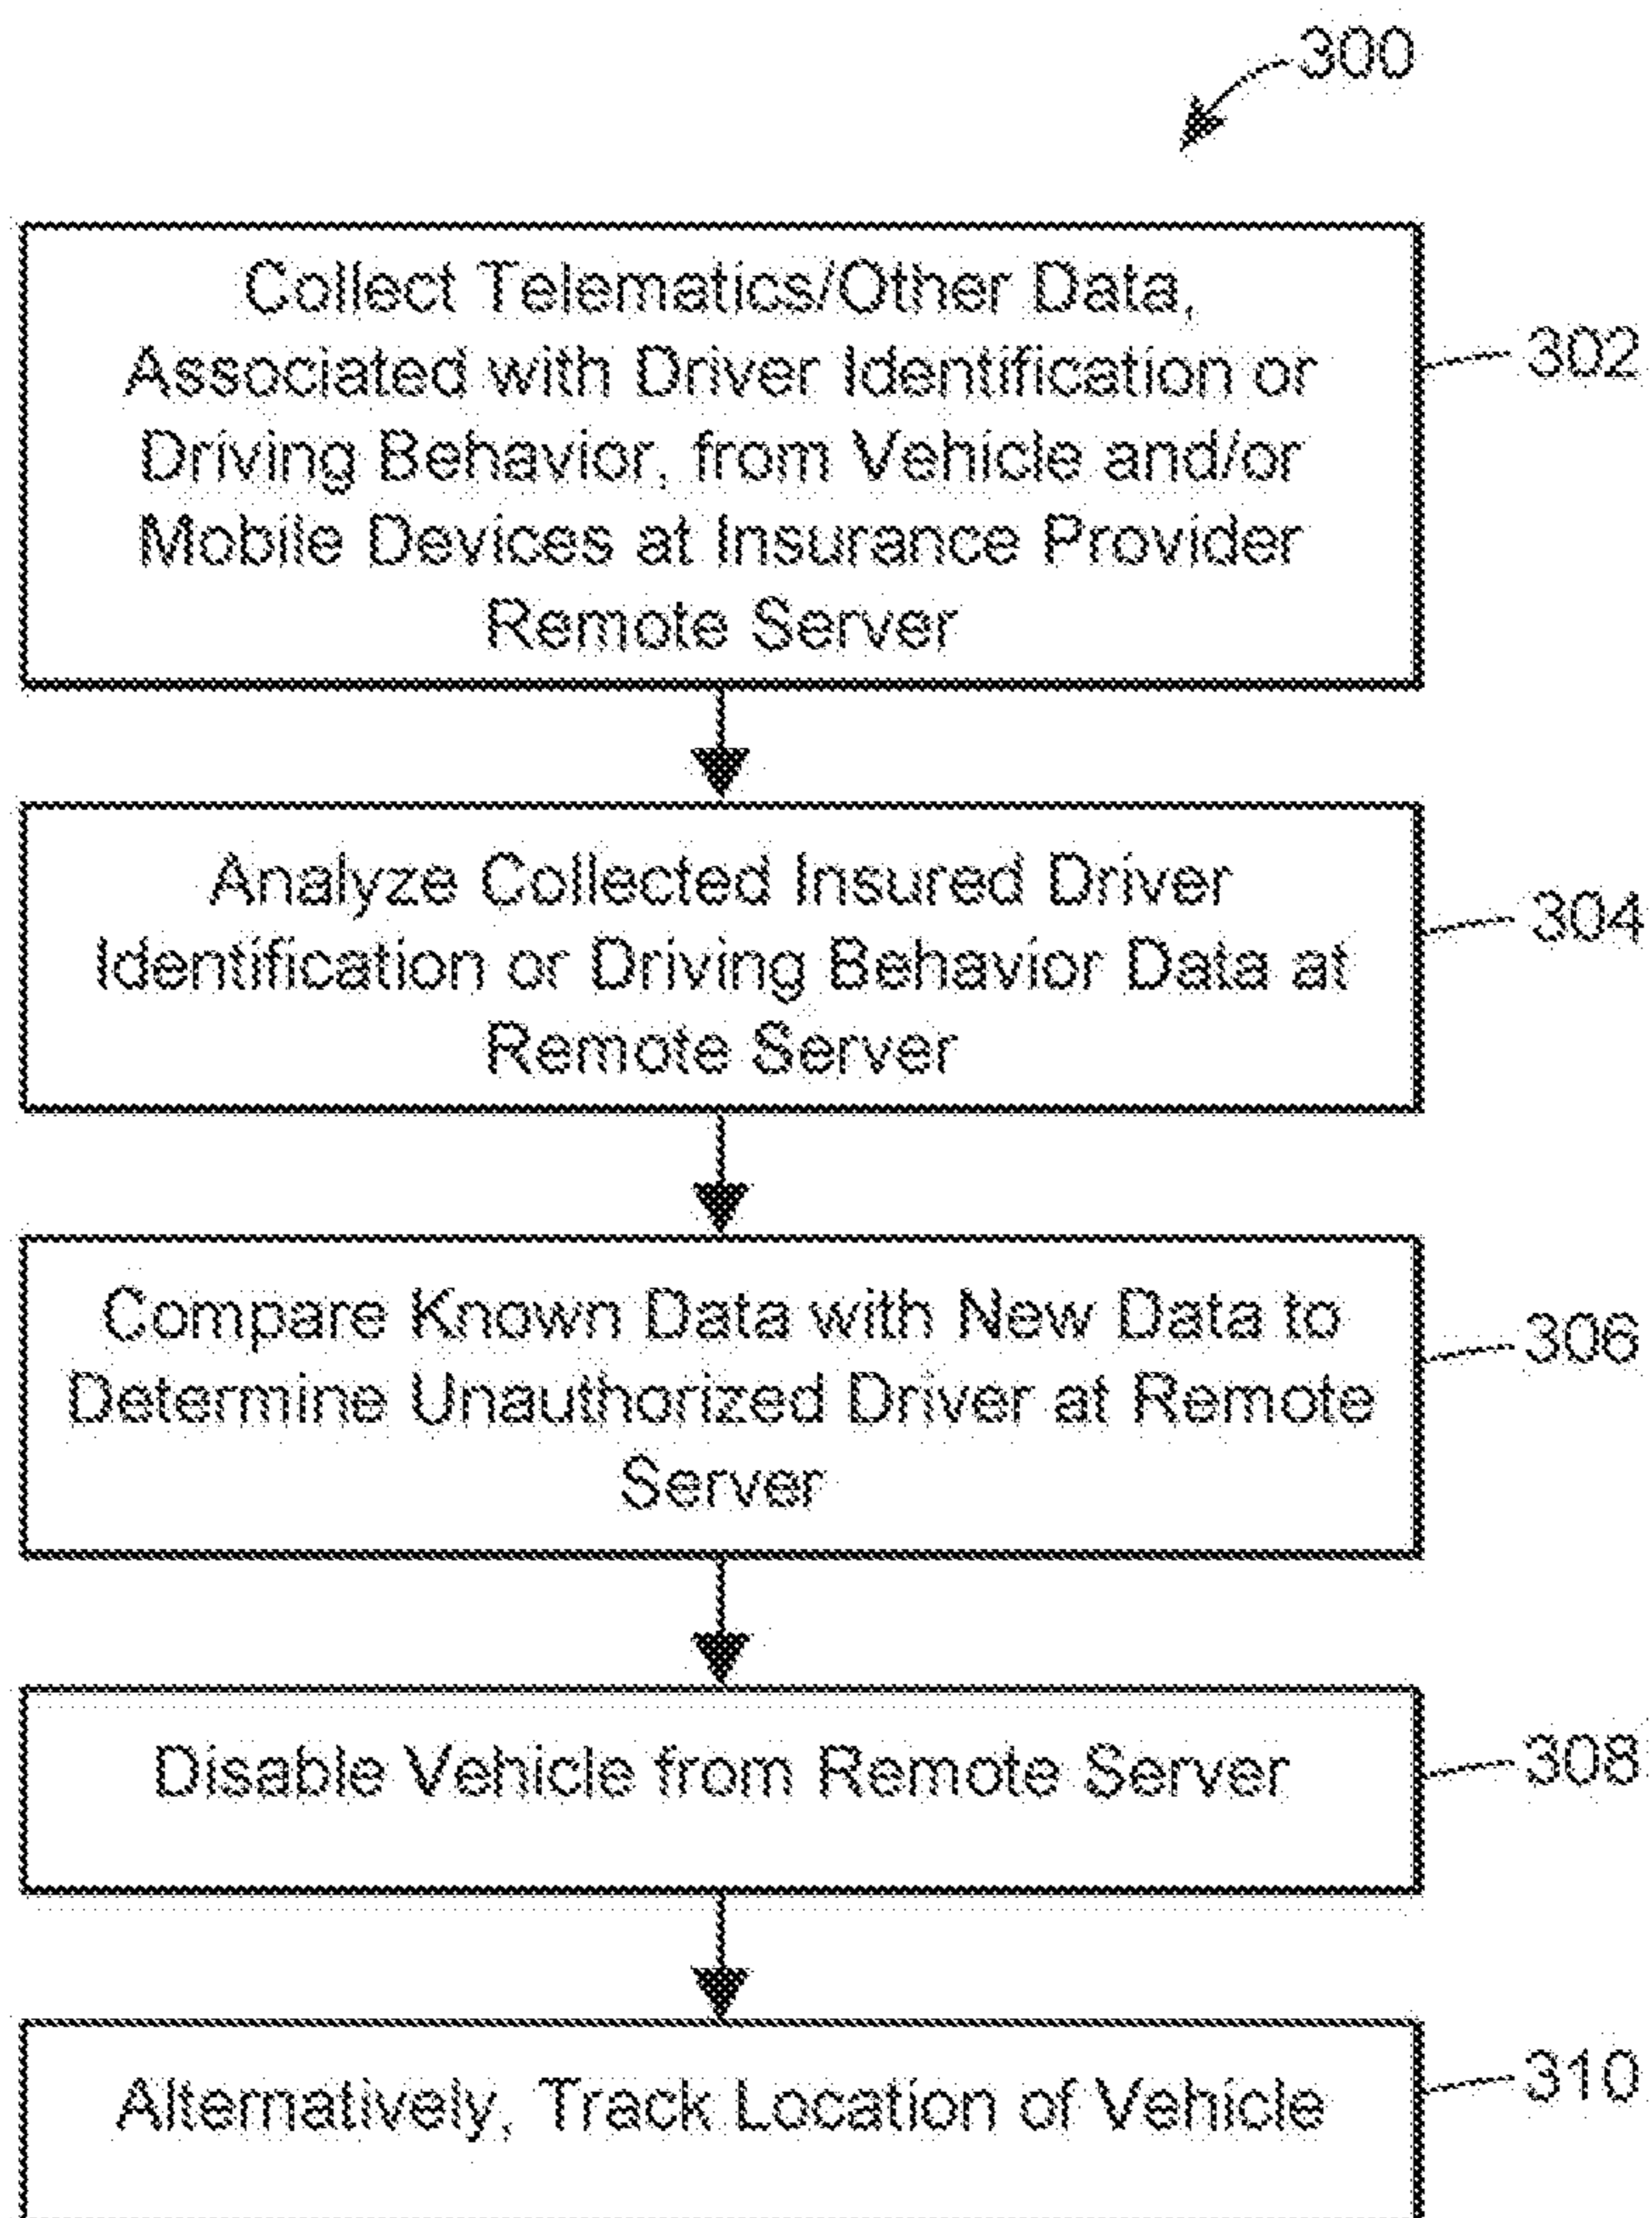 300
Collect Telematics/Other Data,
Associated with Driver Identification or
Driving Behavior, from Vehicle and/or
Mobile Devices at Insurance Provider
Remote Server
302
Analyze Collected Insured Driver
Identification or Driving Behavior Data at
Remote Server
304
Compare Known Data with New Data to
Determine Unauthorized Driver at Remote
Server
306
Disable Vehicle from Remote Server
308
Alternatively, Track Location of Vehicle
310